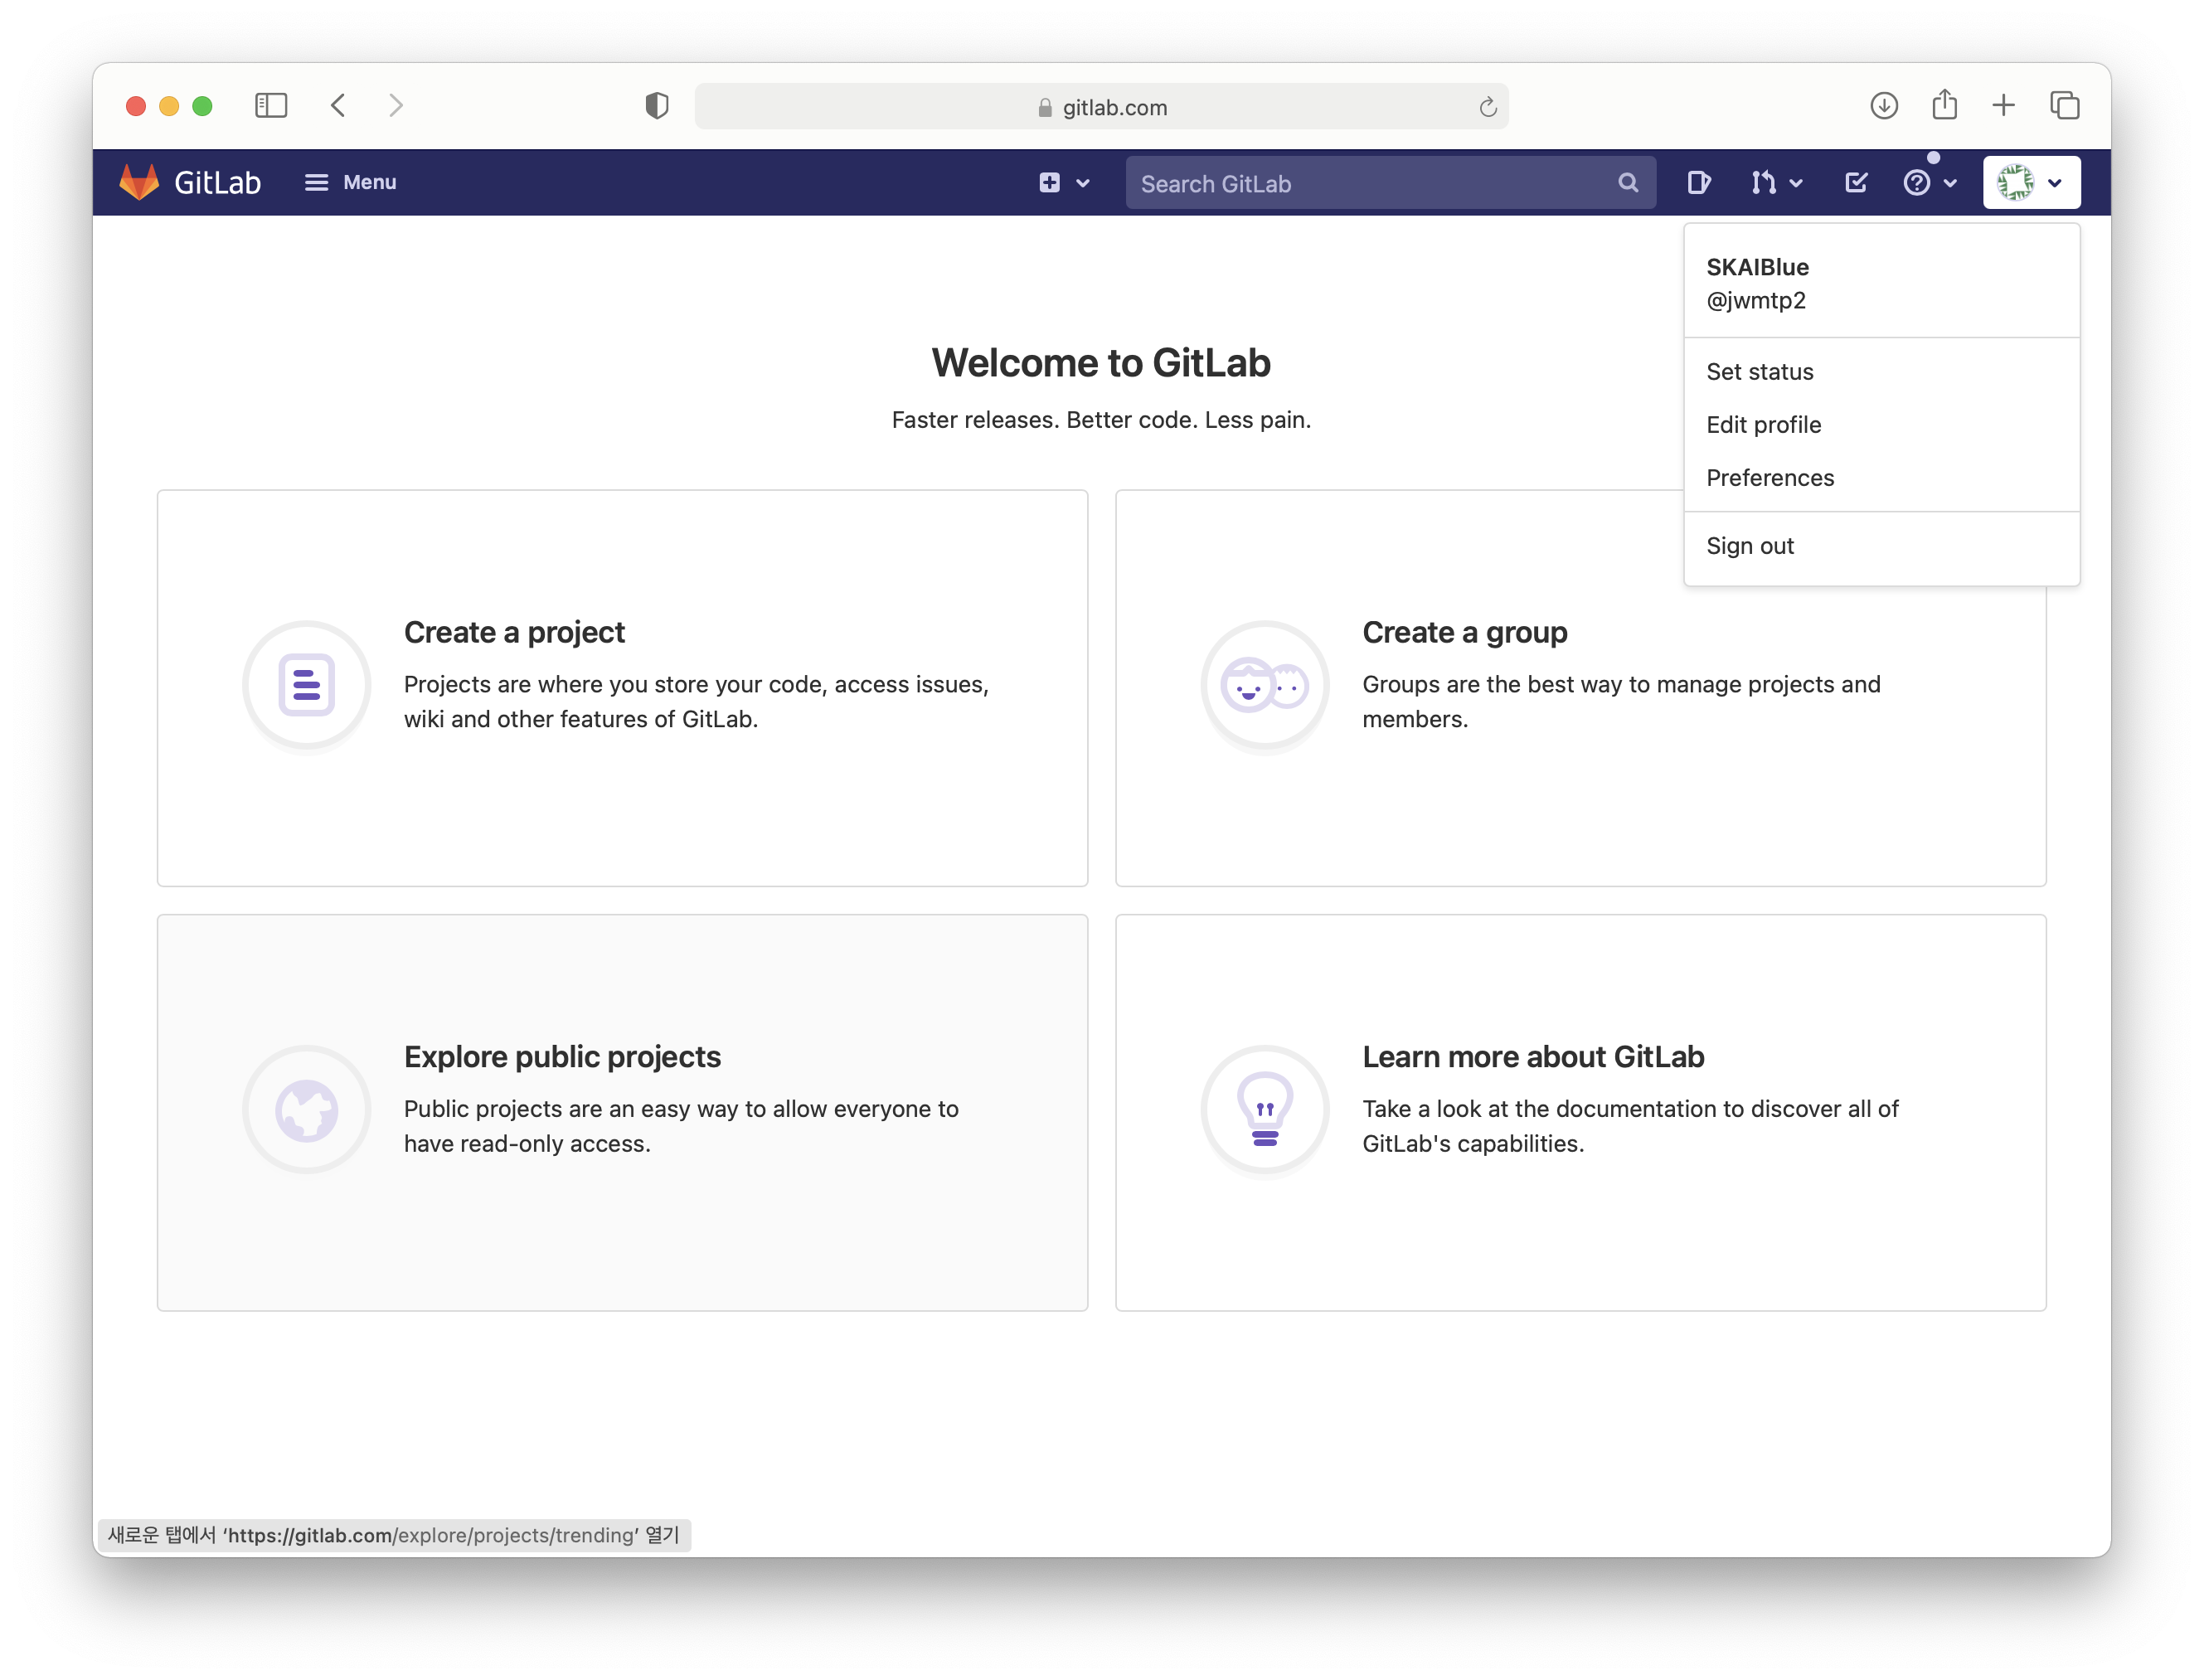 gitlab.com
GitLab
Menu
Search GitLab
SKAIBlue
@jwmtp2
Set status
Edit profile
Preferences
Sign out
Welcome to GitLab
Faster releases. Better code. Less pain.
Create a project
Projects are where you store your code, access issues,
wiki and other features of GitLab.
Create a group
Groups are the best way to manage projects and
members.
Explore public projects
Public projects are an easy way to allow everyone to
have read-only access.
Learn more about GitLab
Take a look at the documentation to discover all of
GitLab's capabilities.
새로운 탭에서 ‘https://gitlab.com/explore/projects/trending’ 열기